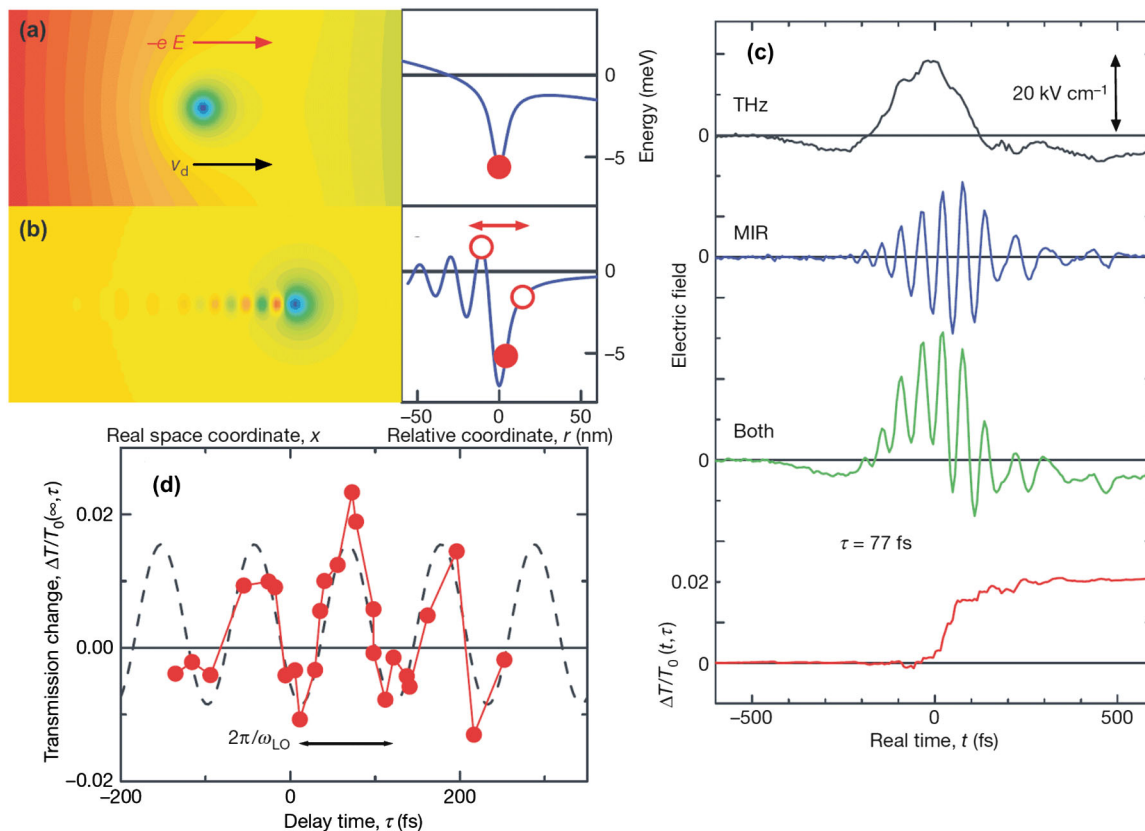 (a)
–e E
v_d
0
–5
Energy (meV)
(b)
0
–5
–50
0
50
Real space coordinate, x
Relative coordinate, r (nm)
(c)
THz
20 kV cm⁻¹
0
MIR
0
Both
0
Electric field
τ = 77 fs
0.02
0
ΔT/T₀ (t, τ)
–500
0
500
Real time, t (fs)
(d)
0.02
0.00
–0.02
Transmission change, ΔT/T₀(∞, τ)
2π/ω_LO
–200
0
200
Delay time, τ (fs)